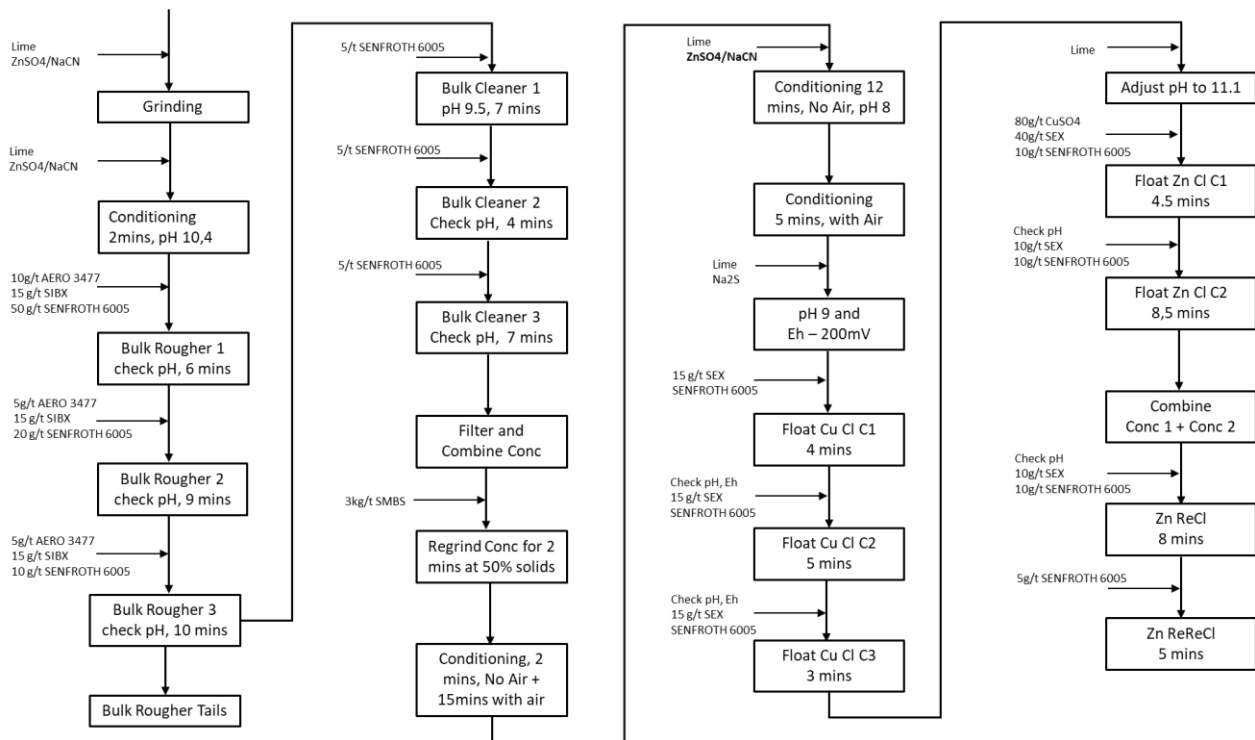 Lime
ZnSO4/NaCN
Grinding
Lime
ZnSO4/NaCN
Conditioning
2mins, pH 10,4
10g/t AERO 3477
15 g/t SIBX
50 g/t SENFROTH 6005
Bulk Rougher 1
check pH, 6 mins
5g/t AERO 3477
15 g/t SIBX
20 g/t SENFROTH 6005
Bulk Rougher 2
check pH, 9 mins
5g/t AERO 3477
15 g/t SIBX
10 g/t SENFROTH 6005
Bulk Rougher 3
check pH, 10 mins
Bulk Rougher Tails
5/t SENFROTH 6005
Bulk Cleaner 1
pH 9.5, 7 mins
5/t SENFROTH 6005
Bulk Cleaner 2
Check pH, 4 mins
5/t SENFROTH 6005
Bulk Cleaner 3
Check pH, 7 mins
Filter and
Combine Conc
3kg/t SMBS
Regrind Conc for 2
mins at 50% solids
Conditioning, 2
mins, No Air +
15mins with air
Lime
ZnSO4/NaCN
Conditioning 12
mins, No Air, pH 8
Conditioning
5 mins, with Air
Lime
Na2S
pH 9 and
Eh – 200mV
15 g/t SEX
SENFROTH 6005
Float Cu Cl C1
4 mins
Check pH, Eh
15 g/t SEX
SENFROTH 6005
Float Cu Cl C2
5 mins
Check pH, Eh
15 g/t SEX
SENFROTH 6005
Float Cu Cl C3
3 mins
Lime
Adjust pH to 11.1
80g/t CuSO4
40g/t SEX
10g/t SENFROTH 6005
Float Zn Cl C1
4.5 mins
Check pH
10g/t SEX
10g/t SENFROTH 6005
Float Zn Cl C2
8,5 mins
Combine
Conc 1 + Conc 2
Check pH
10g/t SEX
10g/t SENFROTH 6005
Zn ReCl
8 mins
5g/t SENFROTH 6005
Zn ReReCl
5 mins